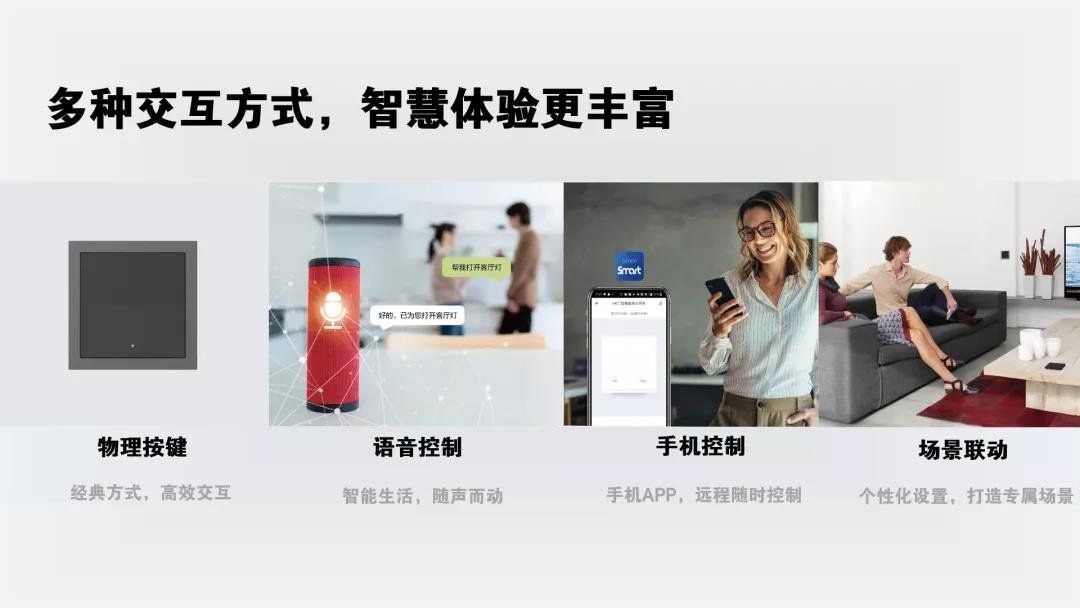 多种交互方式，智慧体验更丰富
帮我打开客厅灯
好的，已为您打开客厅灯
Simon
Smart
物理按键
语音控制
手机控制
场景联动
经典方式，高效交互
智能生活，随声而动
手机APP，远程随时控制
个性化设置，打造专属场景